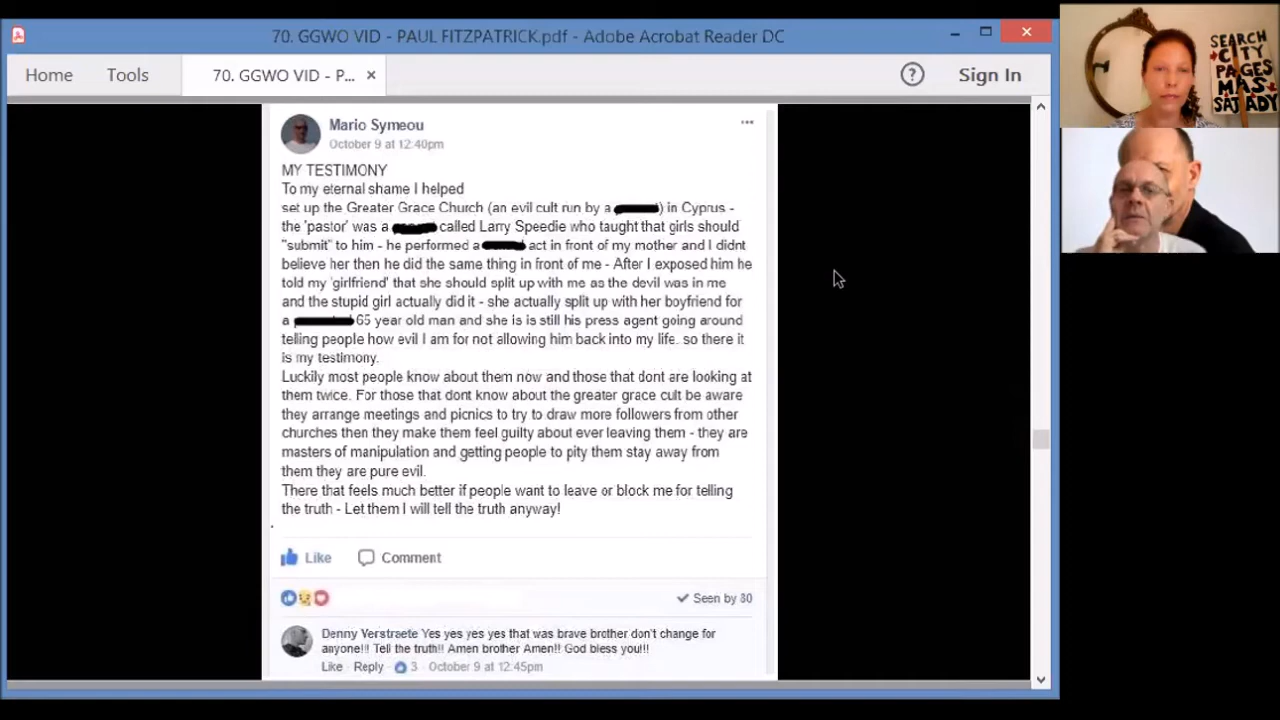 70. GGWO VID - PAUL FITZPATRICK.pdf - Adobe Acrobat Reader DC
Home
Tools
70. GGWO VID - P...
Sign In
Mario Symeou
October 9 at 12:40pm
MY TESTIMONY
To my eternal shame I helped
set up the Greater Grace Church (an evil cult run by a ) in Cyprus -
the 'pastor' was a called Larry Speedie who taught that girls should
"submit" to him - he performed a act in front of my mother and I didnt
believe her then he did the same thing in front of me - After I exposed him he
told my 'girlfriend' that she should split up with me as the devil was in me
and the stupid girl actually did it - she actually split up with her boyfriend for
a 65 year old man and she is is still his press agent going around
telling people how evil I am for not allowing him back into my life. so there it
is my testimony.
Luckily most people know about them now and those that dont are looking at
them twice. For those that dont know about the greater grace cult be aware
they arrange meetings and picnics to try to draw more followers from other
churches then they make them feel guilty about ever leaving them - they are
masters of manipulation and getting people to pity them stay away from
them they are pure evil.
There that feels much better if people want to leave or block me for telling
the truth - Let them I will tell the truth anyway!
Like
Comment
Seen by 80
Denny Verstraete Yes yes yes yes that was brave brother don't change for
anyone!!! Tell the truth!! Amen brother Amen!! God bless you!!!
Like · Reply · 3 · October 9 at 12:45pm
SEARCH
CITY
PAGES
MAS